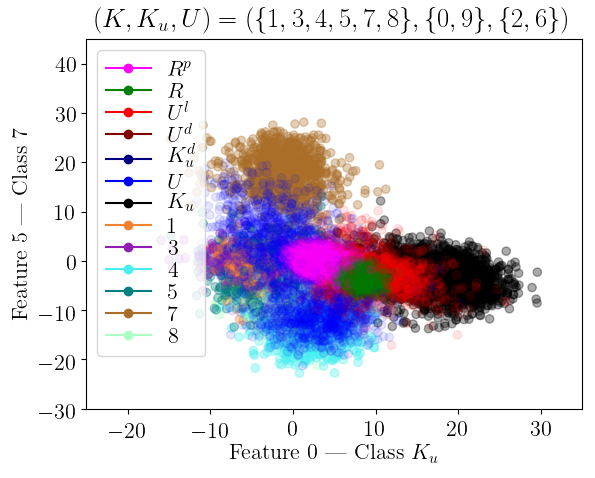 (K, K_u, U) = ({1, 3, 4, 5, 7, 8}, {0, 9}, {2, 6})
Feature 5 — Class 7
40
30
20
10
0
−10
−20
−30
R^p
R
U^l
U^d
K_u^d
U
K_u
1
3
4
5
7
8
−20
−10
0
10
20
30
Feature 0 — Class K_u